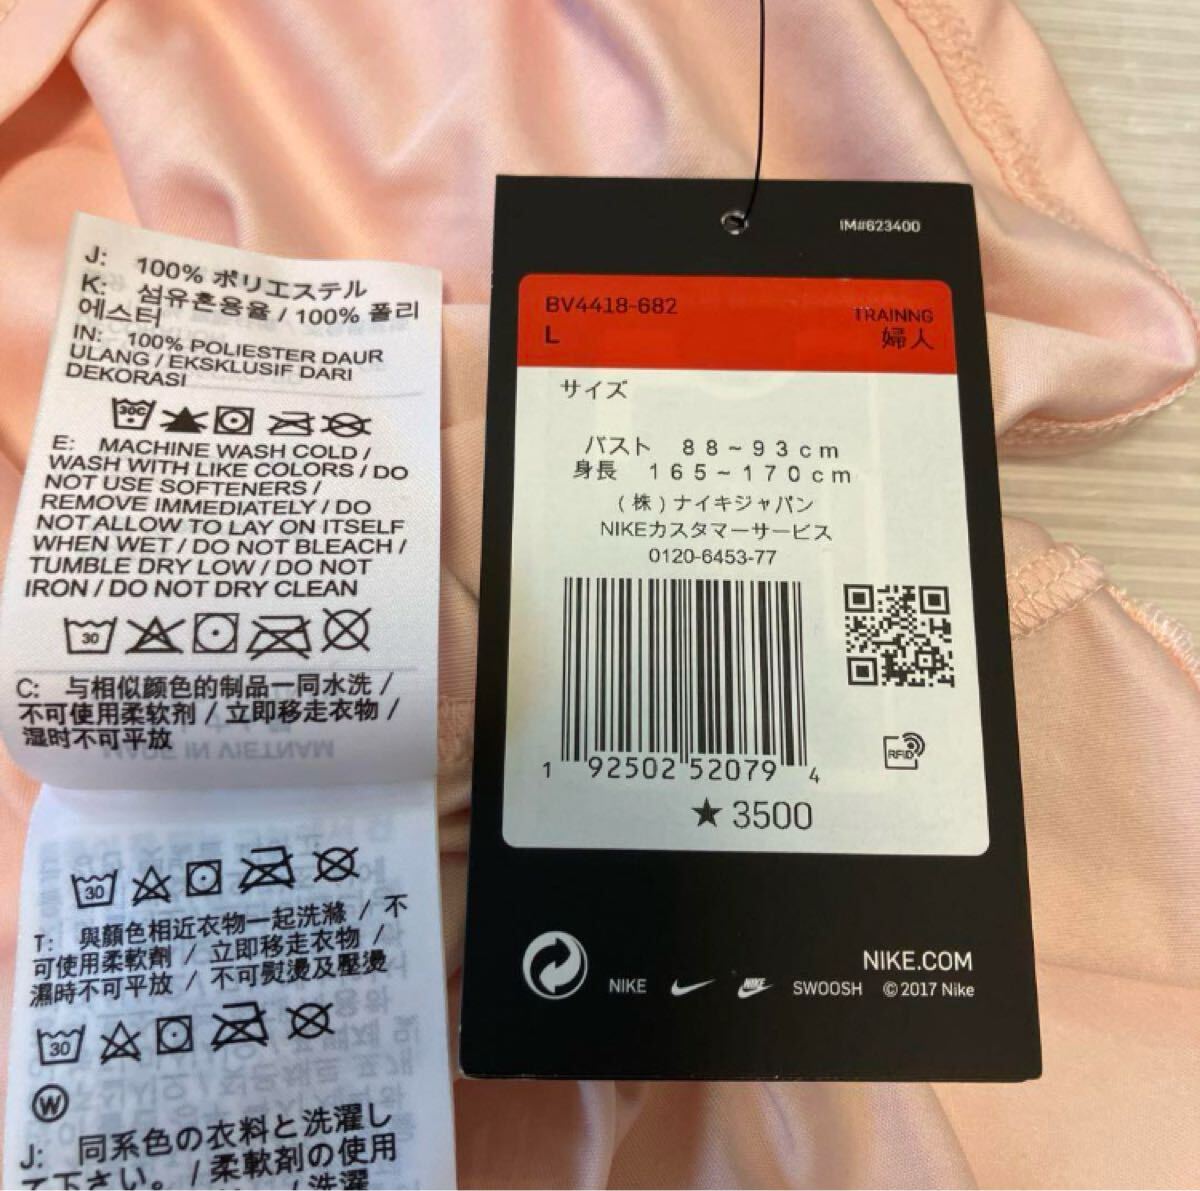 J: 100% ポリエステル
K: 섬유혼용율 / 100% 폴리
에스터
IN: 100% POLIESTER DAUR
ULANG / EKSKLUSIF DARI
DEKORASI
30C
E: MACHINE WASH COLD /
WASH WITH LIKE COLORS / DO
NOT USE SOFTENERS /
REMOVE IMMEDIATELY / DO
NOT ALLOW TO LAY ON ITSELF
WHEN WET / DO NOT BLEACH /
TUMBLE DRY LOW / DO NOT
IRON / DO NOT DRY CLEAN
30
C: 与相似颜色的制品一同水洗 /
不可使用柔软剂 / 立即移走衣物 /
湿时不可平放
MADE IN VIETNAM
30
T: 與顏色相近衣物一起洗滌 / 不
可使用柔軟劑 / 立即移走衣物 /
濕時不可平放 / 不可熨燙及壓燙
30
W
J: 同系色の衣料と洗濯し
て下さい。/ 柔軟剤の使用
IM#623400
BV4418-682
L
TRAINNG
婦人
サイズ
バスト 88~93cm
身長 165~170cm
(株)ナイキジャパン
NIKEカスタマーサービス
0120-6453-77
1 92502 52079 4
RFID
★ 3500
NIKE.COM
NIKE NIKE SWOOSH © 2017 Nike